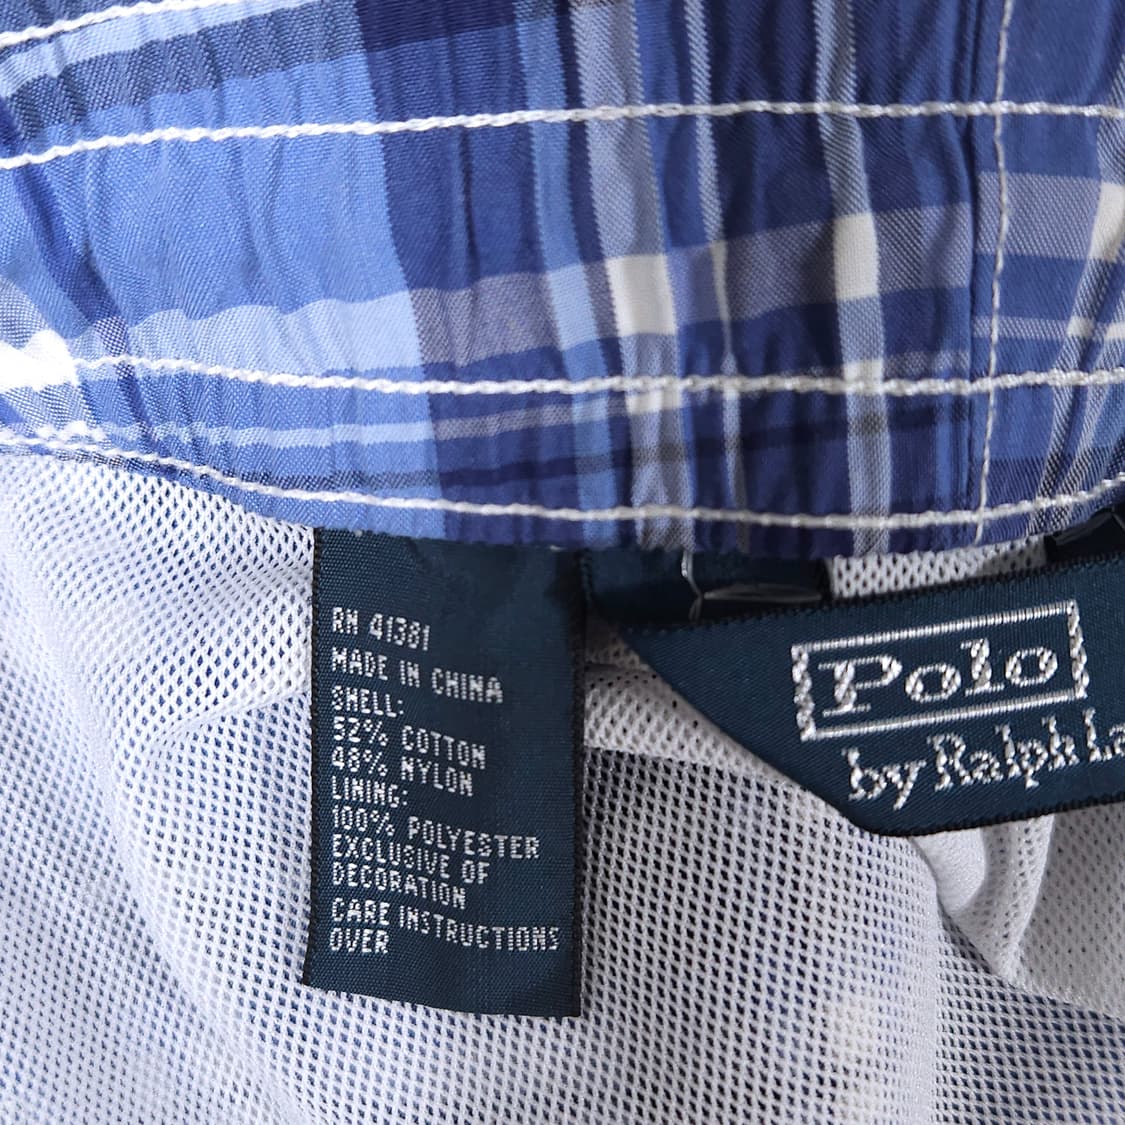 RN 41381
MADE IN CHINA
SHELL:
52% COTTON
48% NYLON
LINING:
100% POLYESTER
EXCLUSIVE OF
DECORATION
CARE INSTRUCTIONS
OVER
Polo
by Ralph La